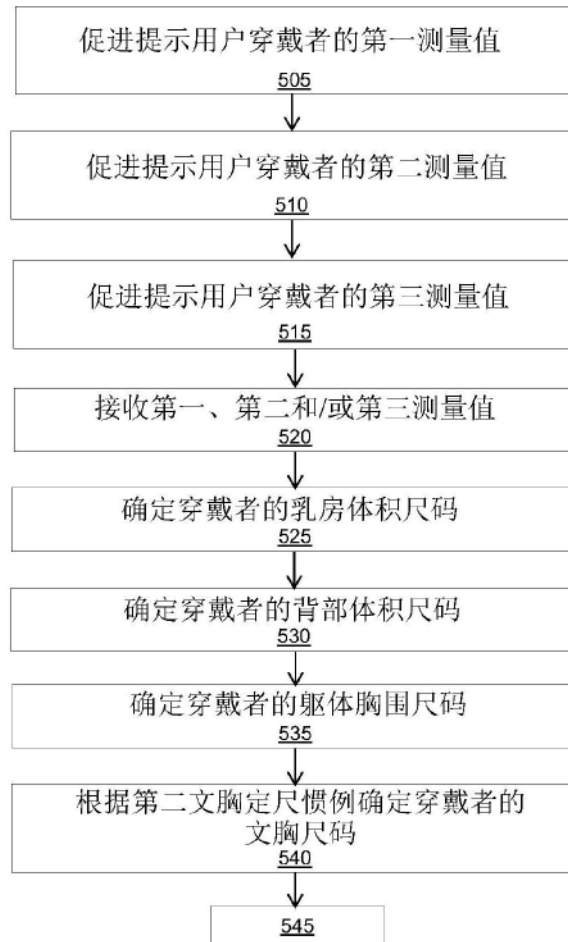 促进提示用户穿戴者的第一测量值
505
促进提示用户穿戴者的第二测量值
510
促进提示用户穿戴者的第三测量值
515
接收第一、第二和/或第三测量值
520
确定穿戴者的乳房体积尺码
525
确定穿戴者的背部体积尺码
530
确定穿戴者的躯体胸围尺码
535
根据第二文胸定尺惯例确定穿戴者的
文胸尺码
540
545